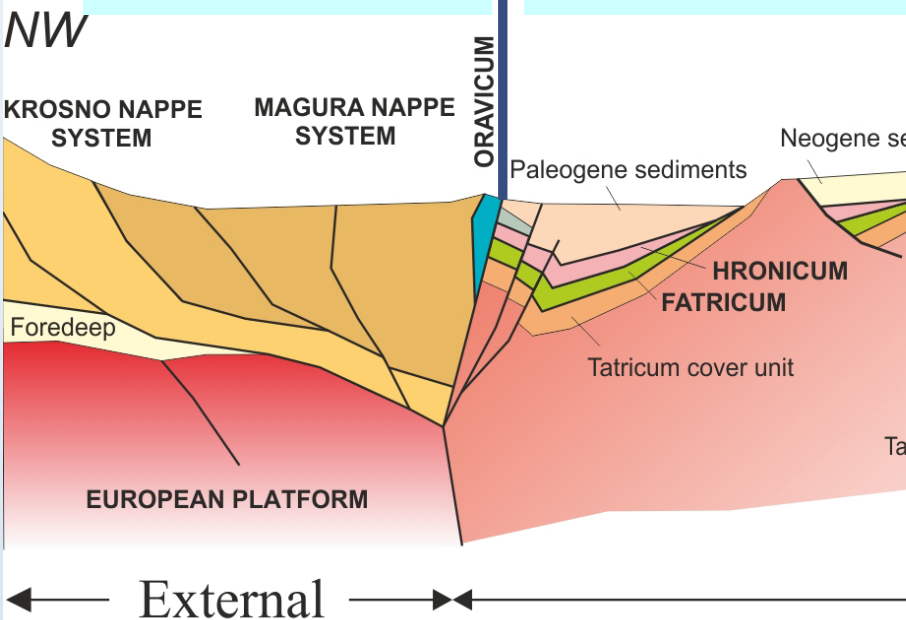 NW
KROSNO NAPPE
SYSTEM
MAGURA NAPPE
SYSTEM
ORAVICUM
Paleogene sediments
Neogene se
HRONICUM
FATRICUM
Foredeep
Tatricum cover unit
Ta
EUROPEAN PLATFORM
External